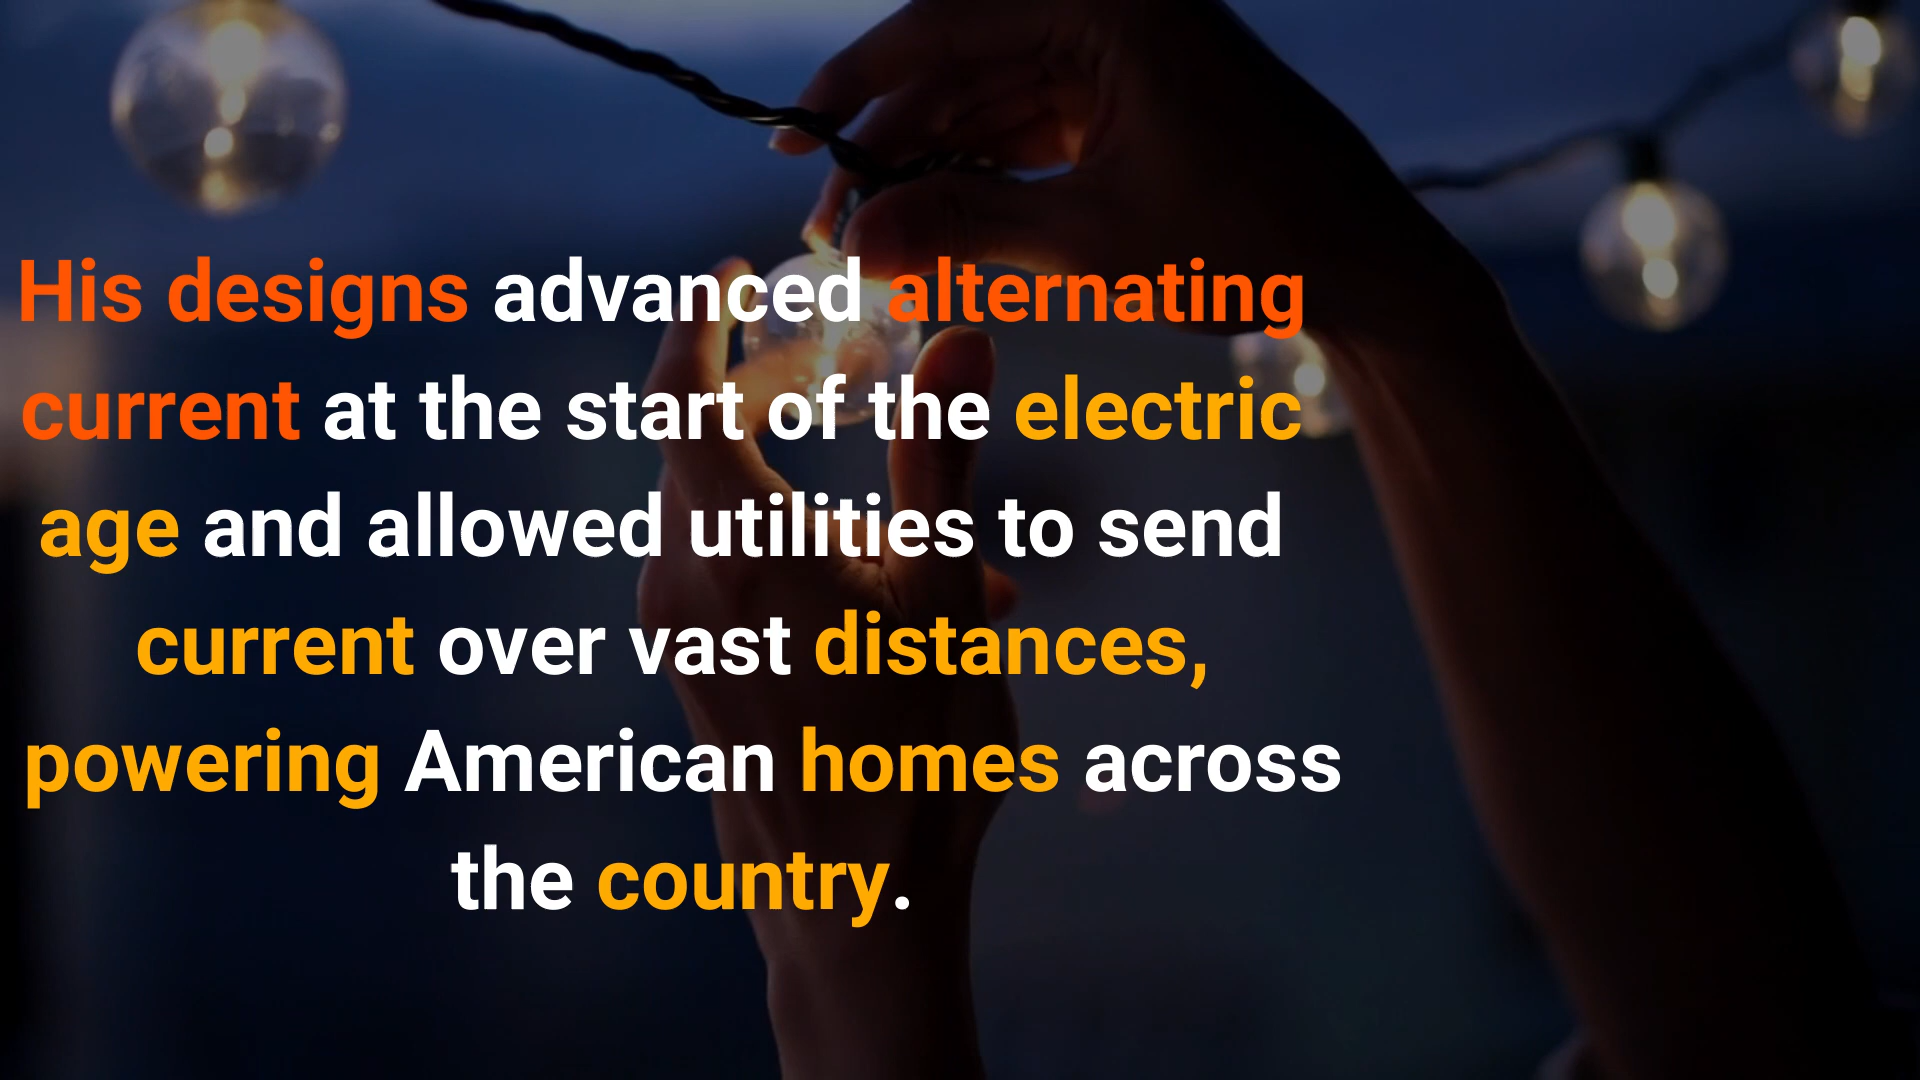 His designs advanced alternating
current at the start of the electric
age and allowed utilities to send
current over vast distances,
powering American homes across
the country.